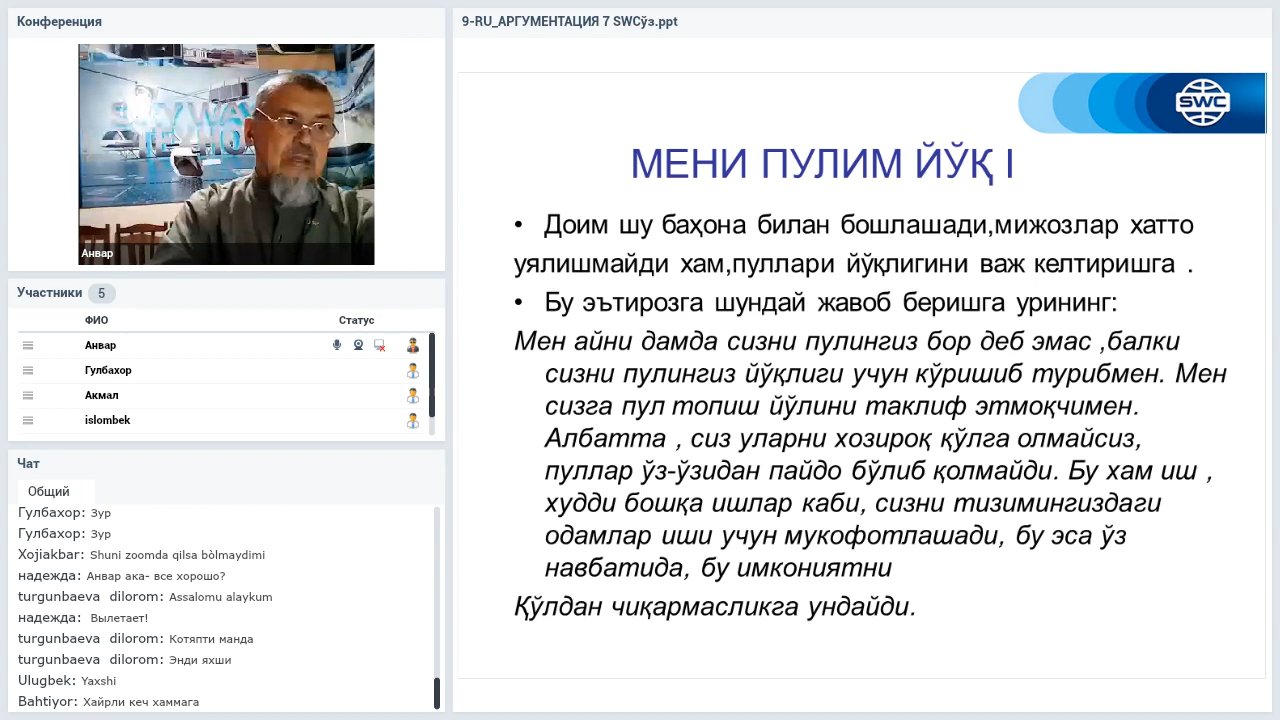 Конференция
SKYWAY
Анвар
Участники 5
ФИО Статус
Анвар
Гулбахор
Акмал
islombek
Чат
Общий
Гулбахор: Зур
Гулбахор: Зур
Xojiakbar: Shuni zoomda qilsa bòlmaydimi
надежда: Анвар ака- все хорошо?
turgunbaeva dilorom: Assalomu alaykum
надежда: Вылетает!
turgunbaeva dilorom: Котяпти манда
turgunbaeva dilorom: Энди яхши
Ulugbek: Yaxshi
Bahtiyor: Хайрли кеч хаммага
9-RU_АРГУМЕНТАЦИЯ 7 SWCўз.ppt
SWC
МЕНИ ПУЛИМ ЙЎҚ I
• Доим шу баҳона билан бошлашади,мижозлар хатто
уялишмайди хам,пуллари йўқлигини важ келтиришга .
• Бу эътирозга шундай жавоб беришга урининг:
Мен айни дамда сизни пулингиз бор деб эмас ,балки
сизни пулингиз йўқлиги учун кўришиб турибмен. Мен
сизга пул топиш йўлини таклиф этмоқчимен.
Албатта , сиз уларни хозироқ қўлга олмайсиз,
пуллар ўз-ўзидан пайдо бўлиб қолмайди. Бу хам иш ,
худди бошқа ишлар каби, сизни тизимингиздаги
одамлар иши учун мукофотлашади, бу эса ўз
навбатида, бу имкониятни
Қўлдан чиқармасликга ундайди.